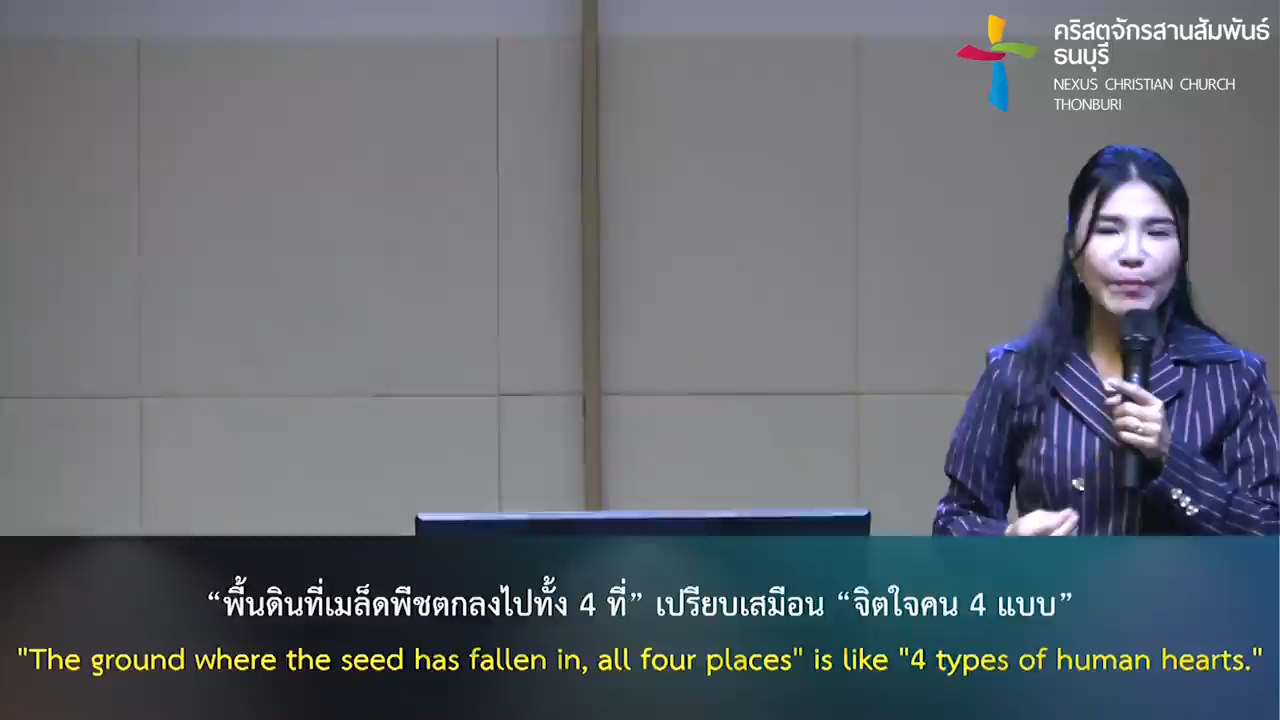 คริสตจักรสานสัมพันธ์
ธนบุรี
NEXUS CHRISTIAN CHURCH
THONBURI
“พื้นดินที่เมล็ดพืชตกลงไปทั้ง 4 ที่” เปรียบเสมือน “จิตใจคน 4 แบบ”
"The ground where the seed has fallen in, all four places" is like "4 types of human hearts."